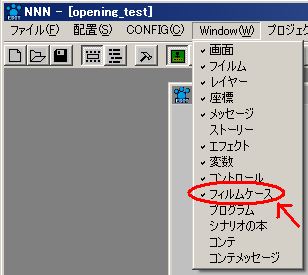 NNN - [opening_test]
ファイル(F) 配置(S) CONFIG(C) Window(W) プロジェク
画面
フイルム
レイヤー
座標
メッセージ
ストーリー
エフェクト
変数
コントロール
フィルムケース
プログラム
シナリオの本
コンテ
コンテメッセージ